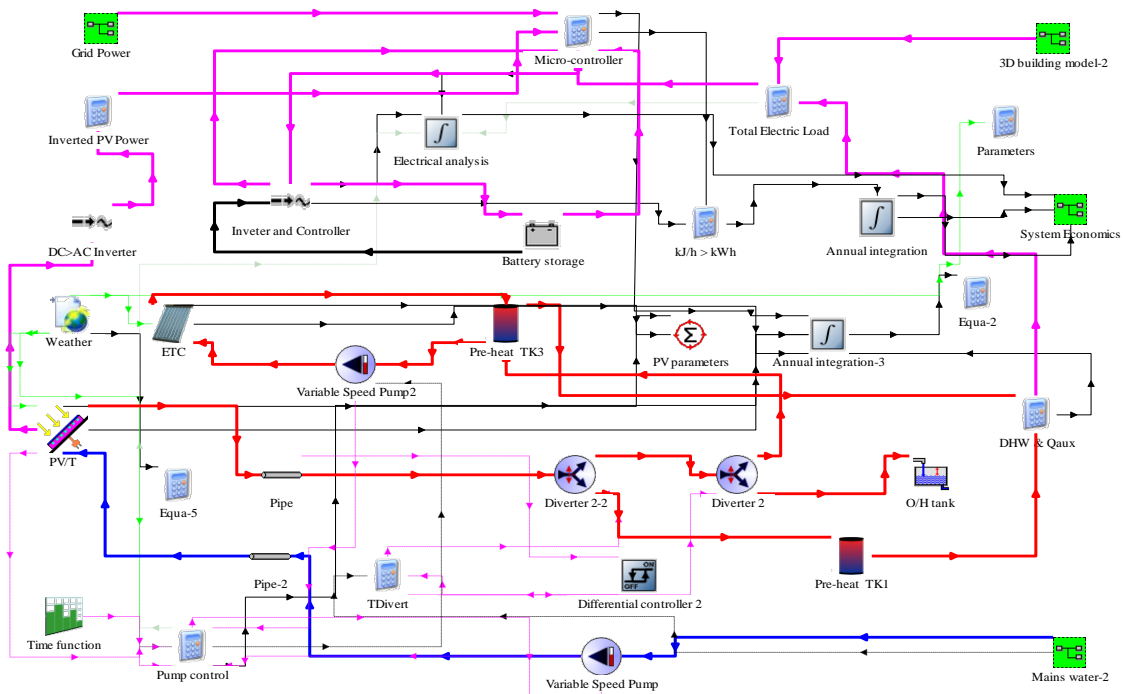 Grid Power
Micro-controller
3D building model-2
Inverted PV Power
Electrical analysis
Total Electric Load
Parameters
DC>AC Inverter
Inveter and Controller
Battery storage
kJ/h > kWh
Annual integration
System Economics
Weather
ETC
Pre-heat TK3
PV parameters
Annual integration-3
Equa-2
Variable Speed Pump2
PV/T
DHW & Qaux
Equa-5
Pipe
Diverter 2-2
Diverter 2
O/H tank
Pipe-2
TDivert
ON
OFF
Differential controller 2
Pre-heat TK1
Time function
Pump control
Variable Speed Pump
Mains water-2